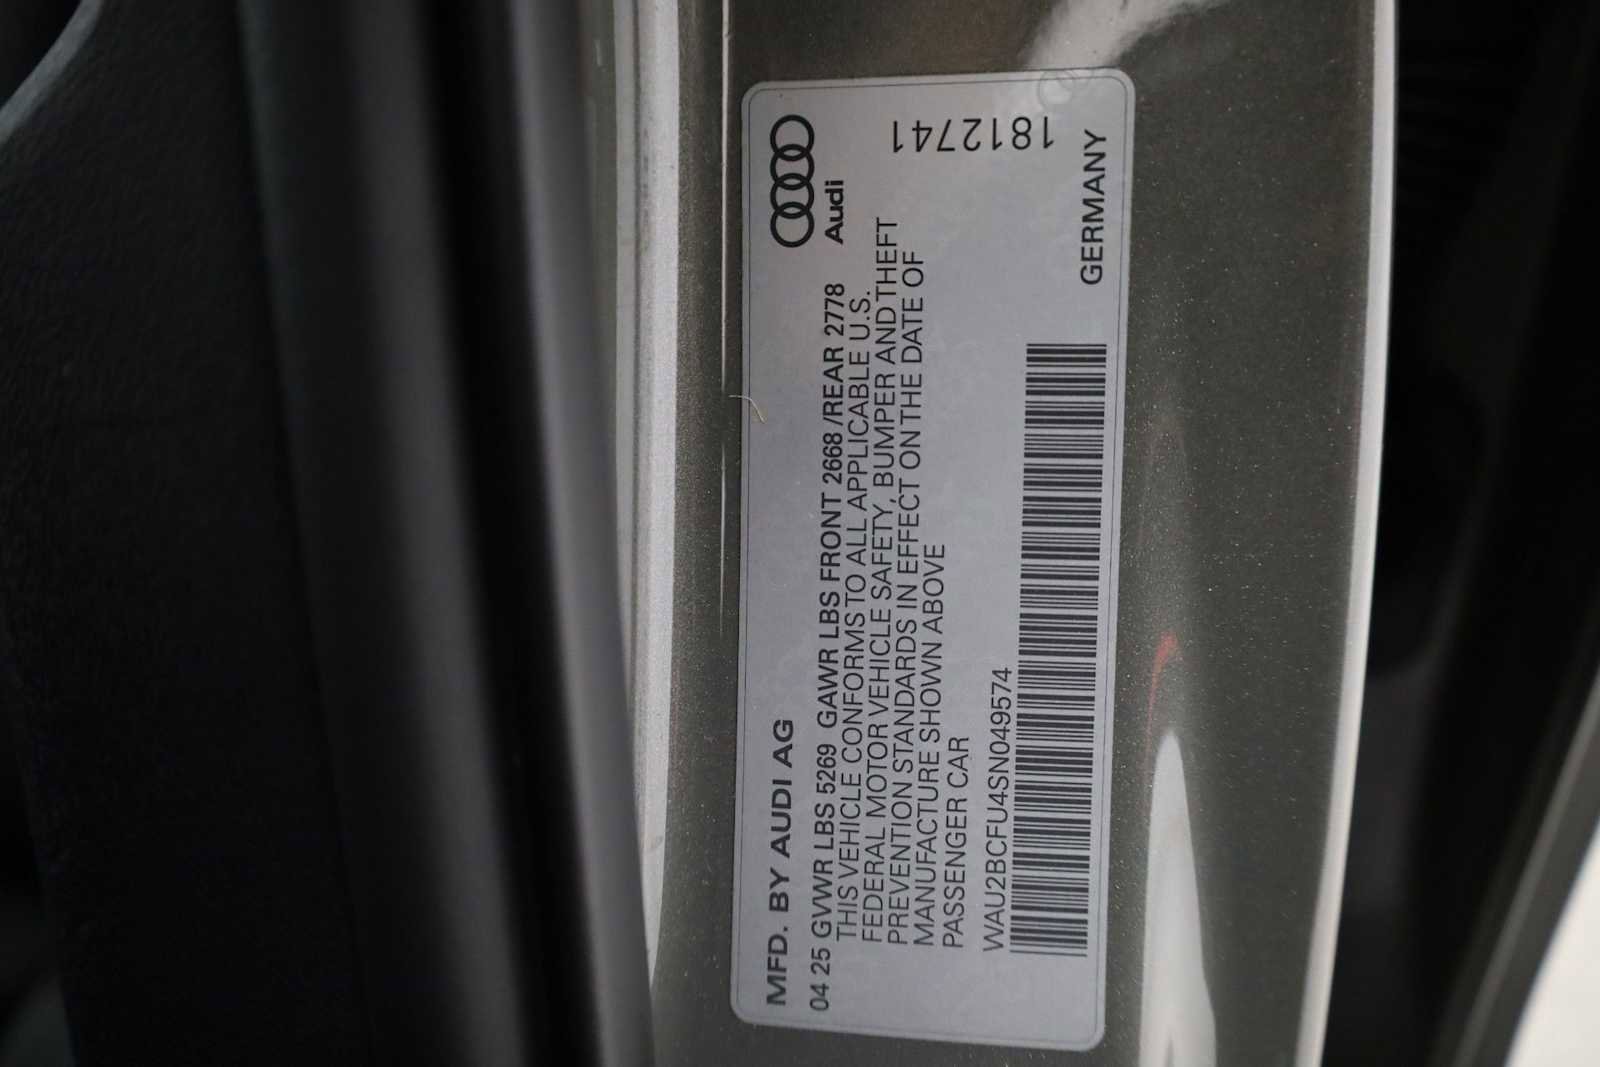 MFD. BY AUDI AG
Audi
04 25 GVWR LBS 5269 GAWR LBS FRONT 2668 /REAR 2778
THIS VEHICLE CONFORMS TO ALL APPLICABLE U.S.
FEDERAL MOTOR VEHICLE SAFETY, BUMPER AND THEFT
PREVENTION STANDARDS IN EFFECT ON THE DATE OF
MANUFACTURE SHOWN ABOVE
PASSENGER CAR
1812741
WAU2BCFU4SN049574
GERMANY